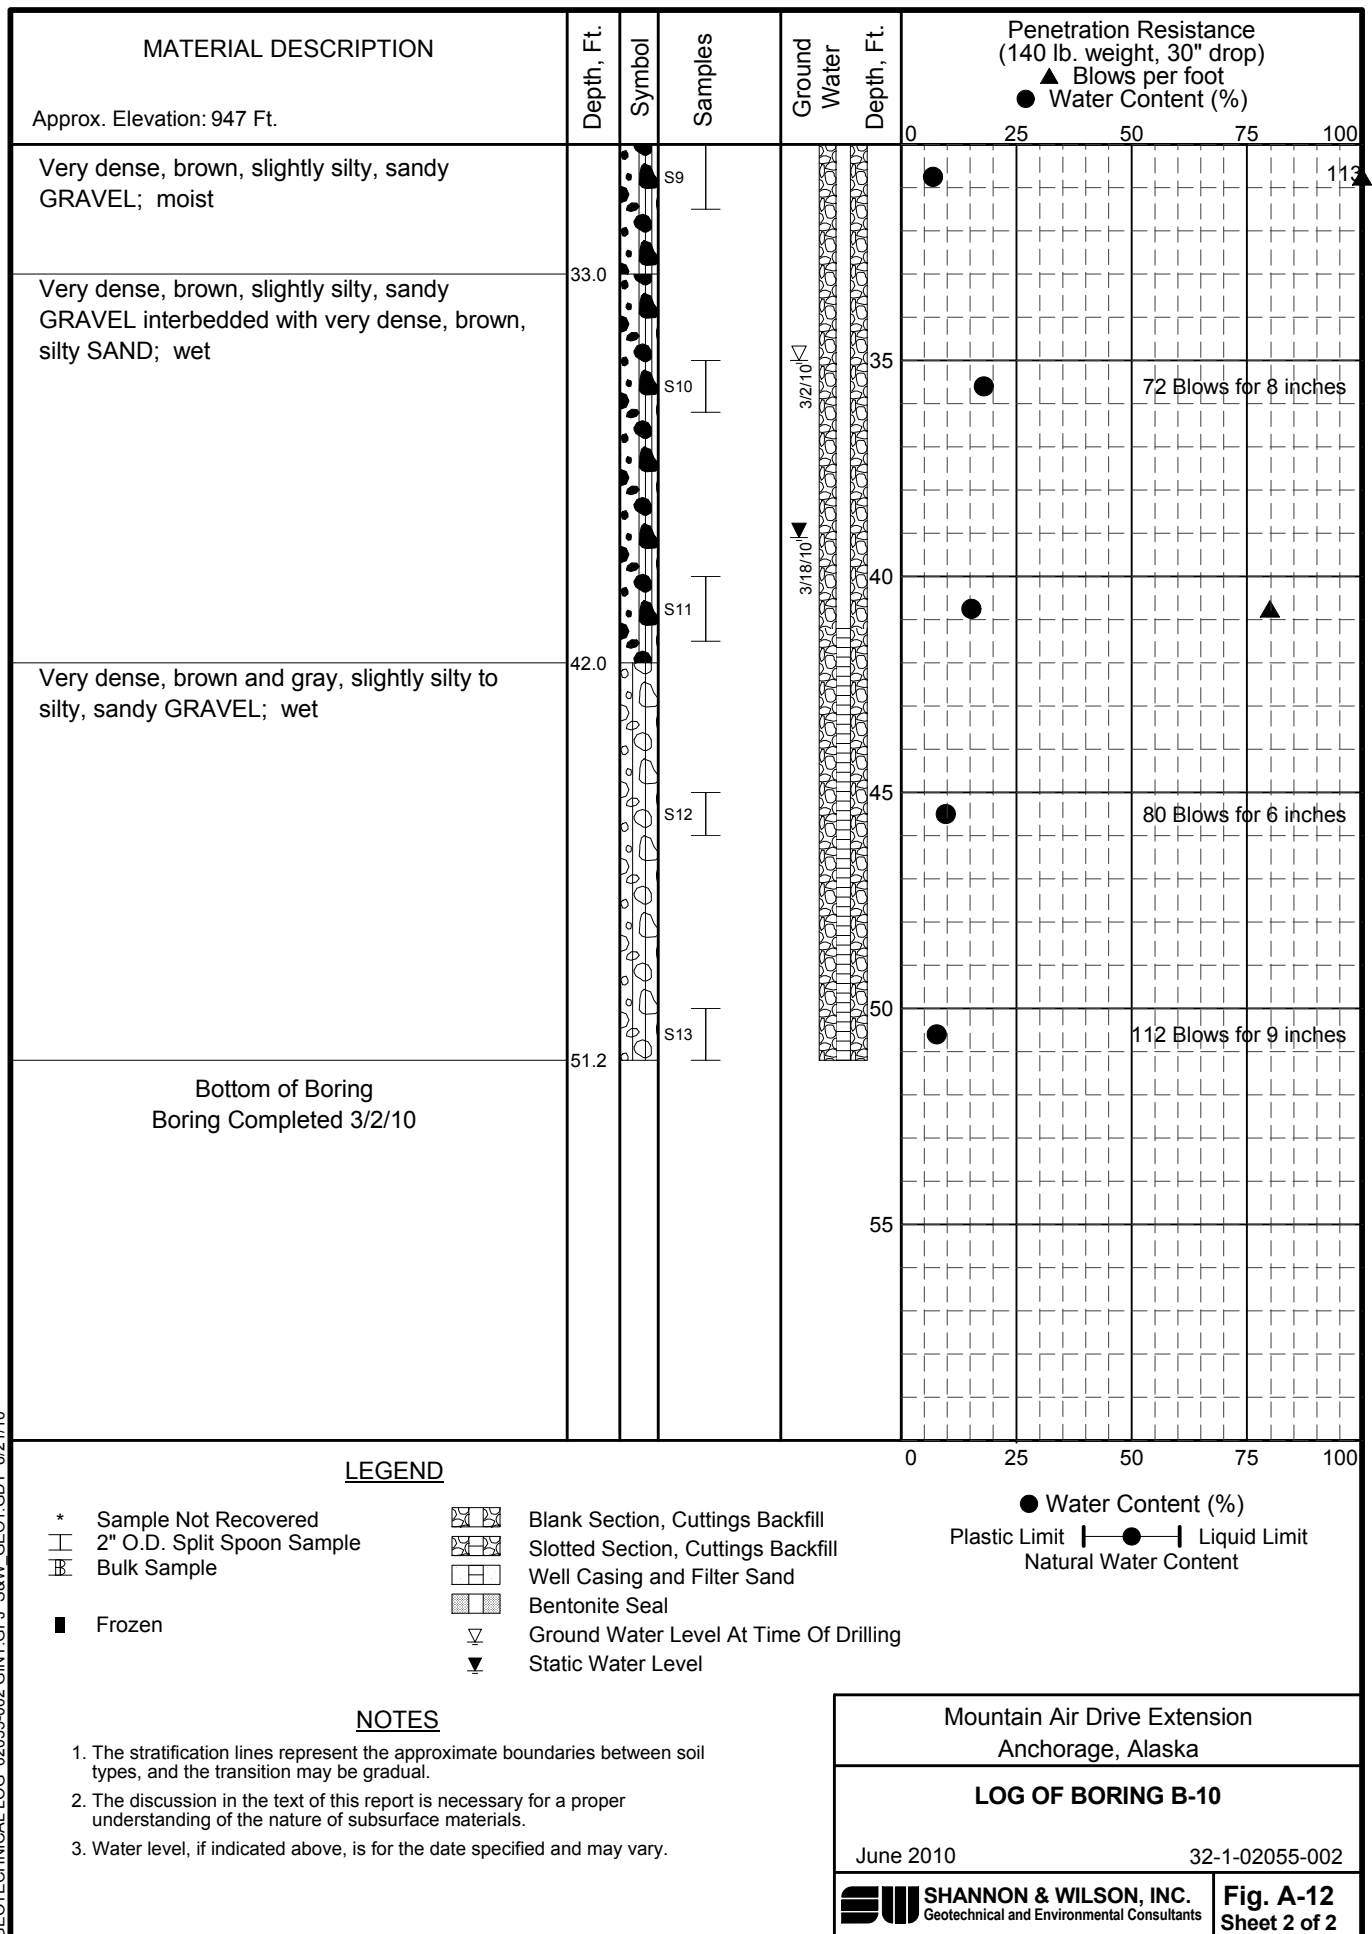 MATERIAL DESCRIPTION
Approx. Elevation: 947 Ft.
Depth, Ft.
Symbol
Samples
Ground
Water
Depth, Ft.
Penetration Resistance
(140 lb. weight, 30" drop)
▲ Blows per foot
● Water Content (%)
0 25 50 75 100
Very dense, brown, slightly silty, sandy
GRAVEL; moist
S9
113
33.0
Very dense, brown, slightly silty, sandy
GRAVEL interbedded with very dense, brown,
silty SAND; wet
3/2/10
35
S10
72 Blows for 8 inches
3/18/10
40
S11
42.0
Very dense, brown and gray, slightly silty to
silty, sandy GRAVEL; wet
45
S12
80 Blows for 6 inches
50
S13
112 Blows for 9 inches
51.2
Bottom of Boring
Boring Completed 3/2/10
55
0 25 50 75 100
LEGEND
* Sample Not Recovered
2" O.D. Split Spoon Sample
B Bulk Sample
Frozen
Blank Section, Cuttings Backfill
Slotted Section, Cuttings Backfill
Well Casing and Filter Sand
Bentonite Seal
Ground Water Level At Time Of Drilling
Static Water Level
● Water Content (%)
Plastic Limit Liquid Limit
Natural Water Content
NOTES
1. The stratification lines represent the approximate boundaries between soil
types, and the transition may be gradual.
2. The discussion in the text of this report is necessary for a proper
understanding of the nature of subsurface materials.
3. Water level, if indicated above, is for the date specified and may vary.
Mountain Air Drive Extension
Anchorage, Alaska
LOG OF BORING B-10
June 2010 32-1-02055-002
SHANNON & WILSON, INC.
Geotechnical and Environmental Consultants
Fig. A-12
Sheet 2 of 2